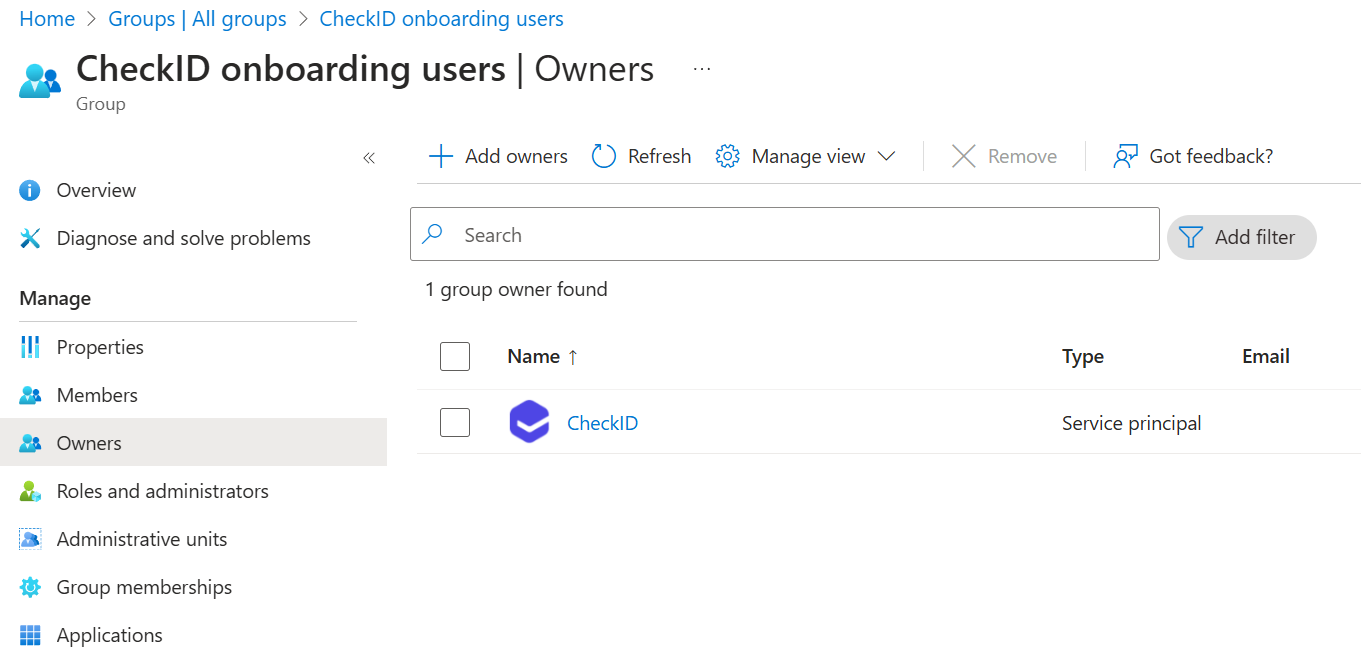 Home > Groups | All groups > CheckID onboarding users
CheckID onboarding users | Owners ...
Group
«
Overview
Diagnose and solve problems
Manage
Properties
Members
Owners
Roles and administrators
Administrative units
Group memberships
Applications
Add owners Refresh Manage view Remove Got feedback?
Search Add filter
1 group owner found
Name ↑ Type Email
CheckID Service principal